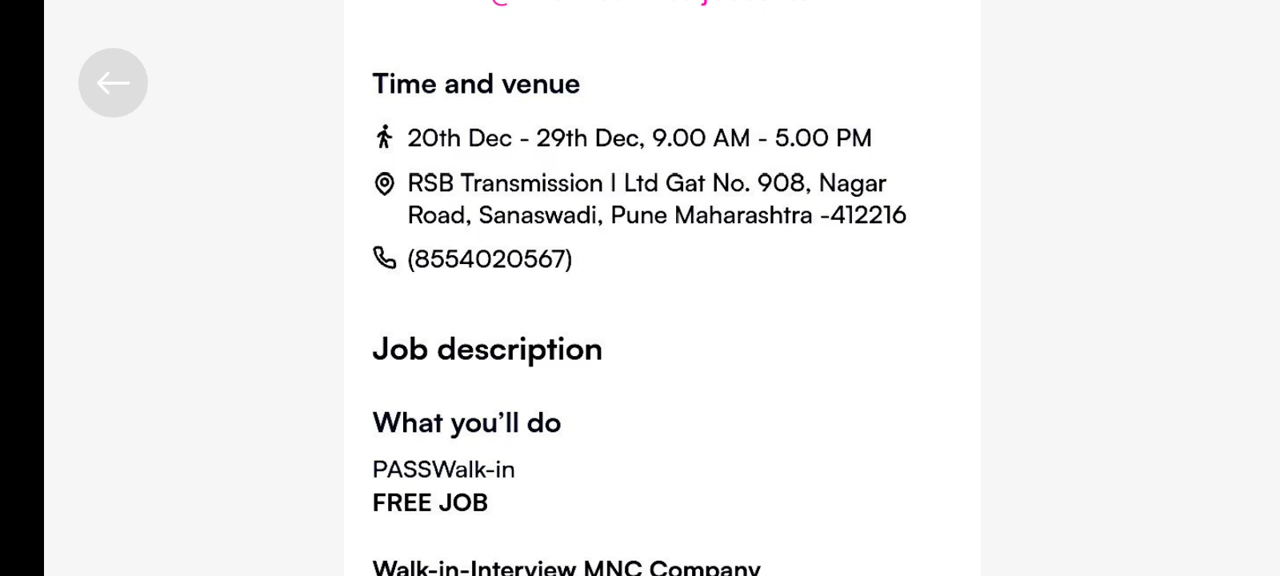 Time and venue
20th Dec - 29th Dec, 9.00 AM - 5.00 PM
RSB Transmission I Ltd Gat No. 908, Nagar
Road, Sanaswadi, Pune Maharashtra -412216
(8554020567)
Job description
What you’ll do
PASSWalk-in
FREE JOB
Walk-in-Interview MNC Company